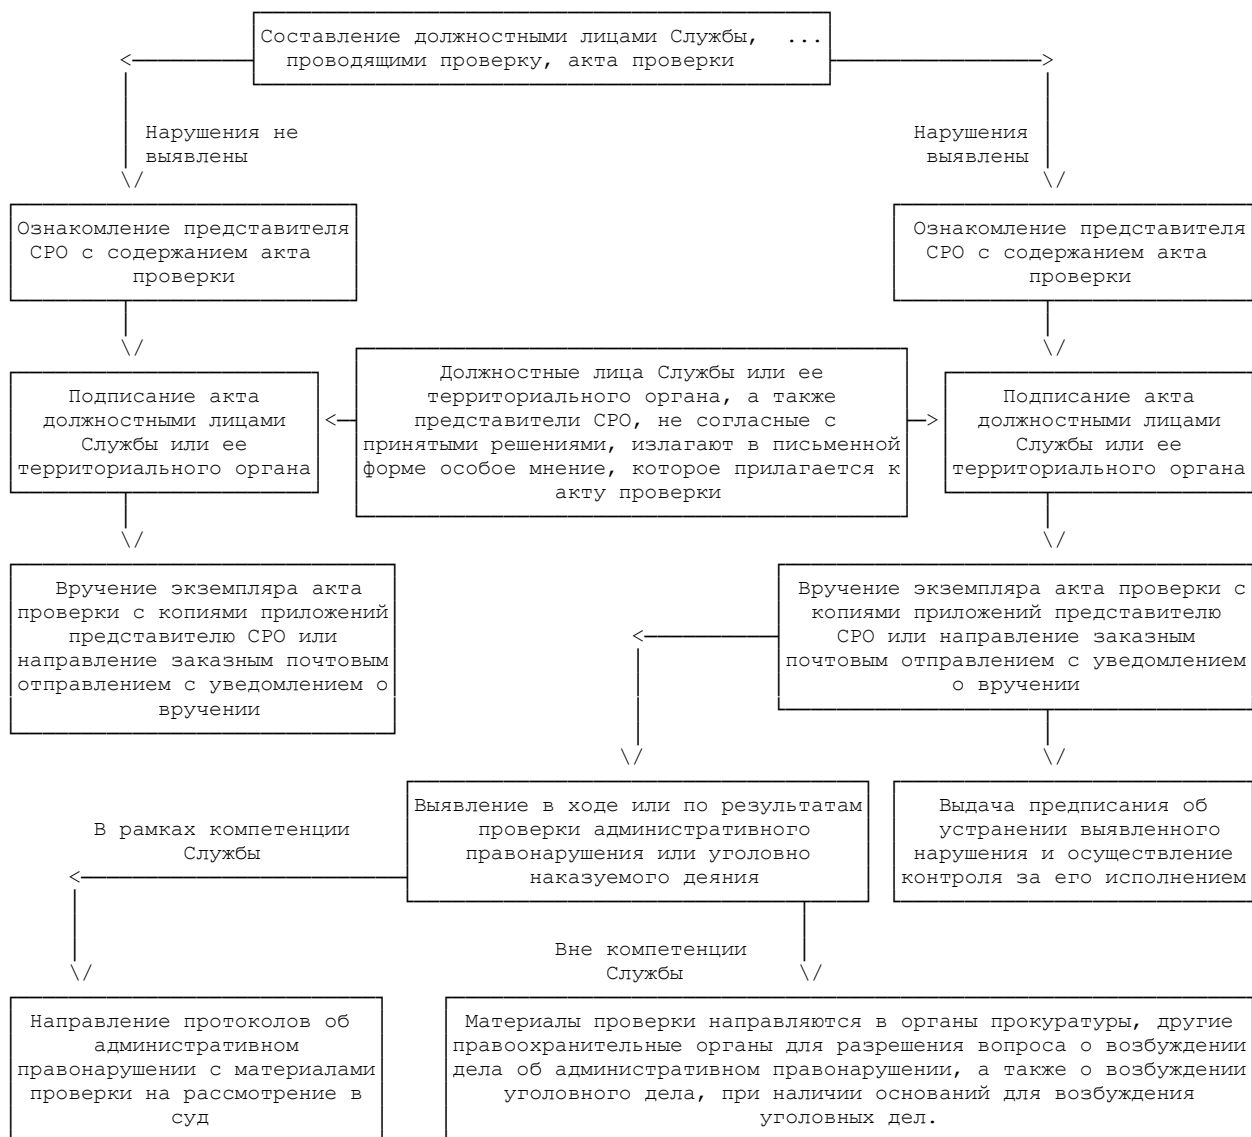 Составление должностными лицами Службы, ...
проводящими проверку, акта проверки
Нарушения не
выявлены
Нарушения
выявлены
Ознакомление представителя
СРО с содержанием акта
проверки
Ознакомление представителя
СРО с содержанием акта
проверки
Подписание акта
должностными лицами
Службы или ее
территориального органа
Должностные лица Службы или ее
территориального органа, а также
представители СРО, не согласные с
принятыми решениями, излагают в письменной
форме особое мнение, которое прилагается к
акту проверки
Подписание акта
должностными лицами
Службы или ее
территориального органа
Вручение экземпляра акта
проверки с копиями приложений
представителю СРО или
направление заказным почтовым
отправлением с уведомлением о
вручении
Вручение экземпляра акта проверки с
копиями приложений представителю
СРО или направление заказным
почтовым отправлением с уведомлением
о вручении
В рамках компетенции
Службы
Выявление в ходе или по результатам
проверки административного
правонарушения или уголовно
наказуемого деяния
Выдача предписания об
устранении выявленного
нарушения и осуществление
контроля за его исполнением
Вне компетенции
Службы
Направление протоколов об
административном
правонарушении с материалами
проверки на рассмотрение в
суд
Материалы проверки направляются в органы прокуратуры, другие
правоохранительные органы для разрешения вопроса о возбуждении
дела об административном правонарушении, а также о возбуждении
уголовного дела, при наличии оснований для возбуждения
уголовных дел.